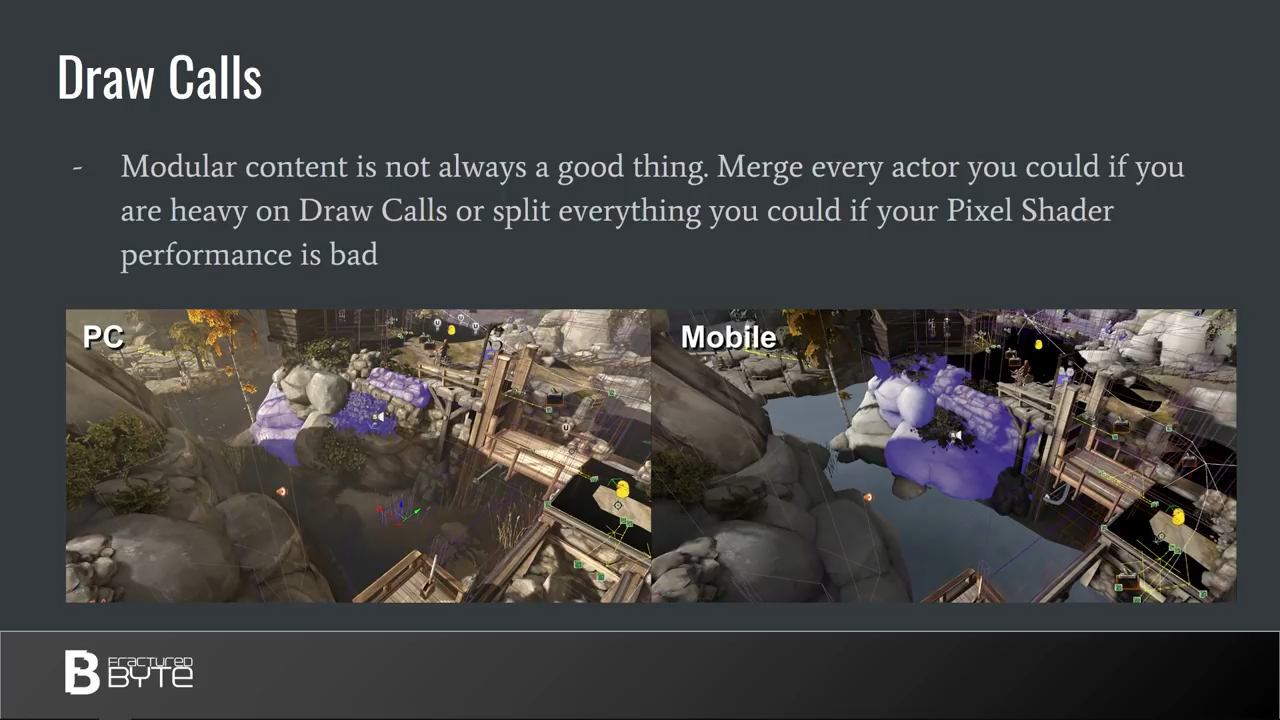 Draw Calls
- Modular content is not always a good thing. Merge every actor you could if you
are heavy on Draw Calls or split everything you could if your Pixel Shader
performance is bad
PC
Mobile
B Fractured
BYTE